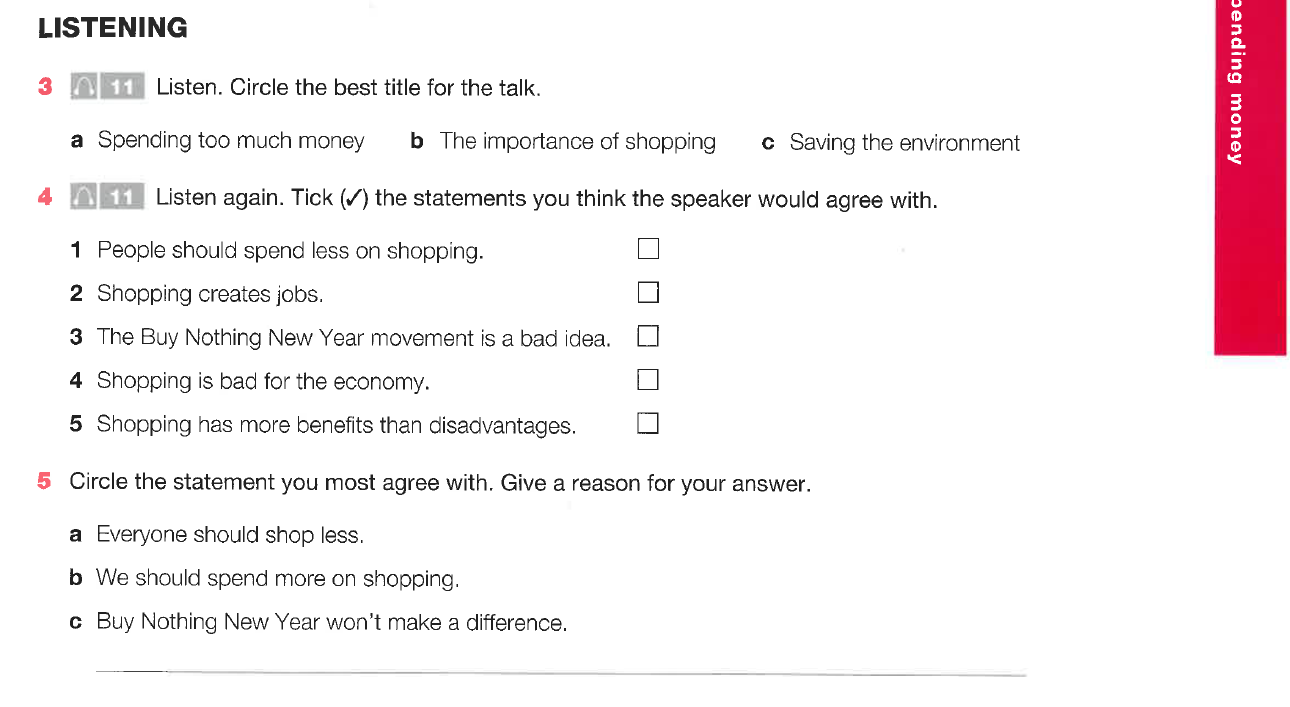 LISTENING
3 11 Listen. Circle the best title for the talk.
a Spending too much money b The importance of shopping c Saving the environment
4 11 Listen again. Tick (✓) the statements you think the speaker would agree with.
1 People should spend less on shopping.
2 Shopping creates jobs.
3 The Buy Nothing New Year movement is a bad idea.
4 Shopping is bad for the economy.
5 Shopping has more benefits than disadvantages.
5 Circle the statement you most agree with. Give a reason for your answer.
a Everyone should shop less.
b We should spend more on shopping.
c Buy Nothing New Year won't make a difference.
pending money